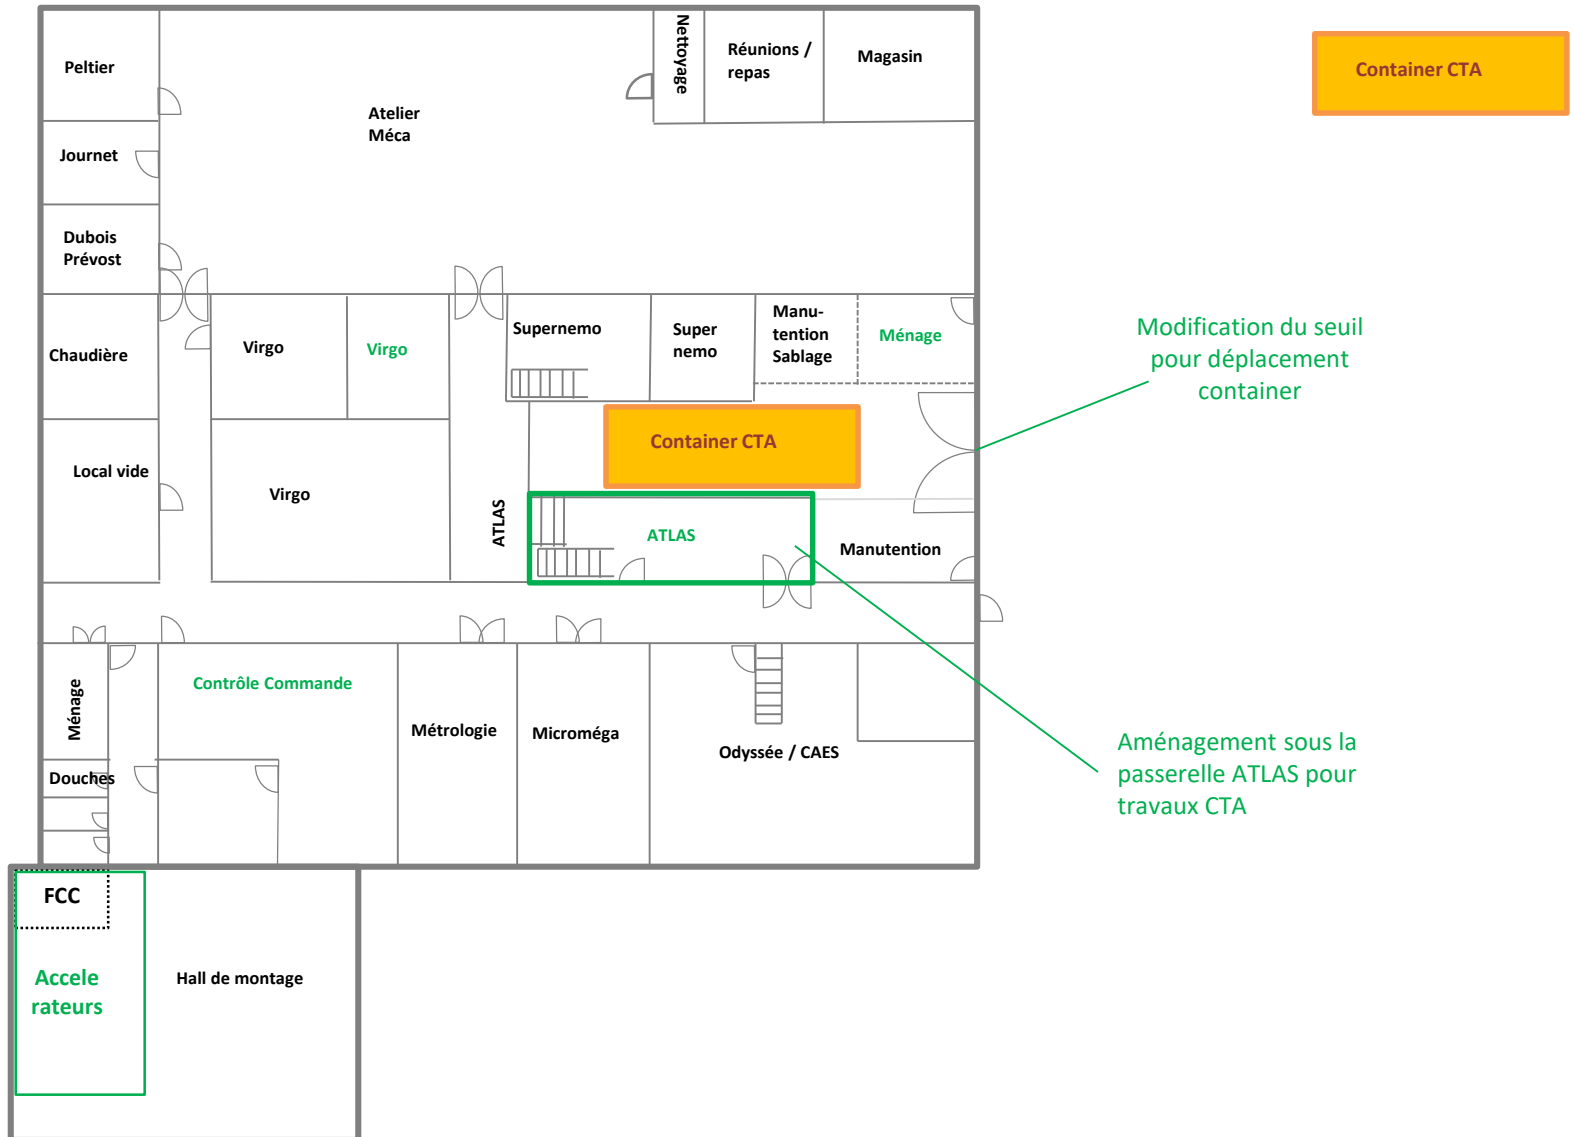 Peltier
Atelier
Méca
Nettoyage
Réunions /
repas
Magasin
Container CTA
Journet
Dubois
Prévost
Chaudière
Virgo
Virgo
Supernemo
Super
nemo
Manu-
tention
Sablage
Ménage
Modification du seuil
pour déplacement
container
Local vide
Virgo
ATLAS
Container CTA
ATLAS
Manutention
Ménage
Contrôle Commande
Métrologie
Microméga
Odyssée / CAES
Aménagement sous la
passerelle ATLAS pour
travaux CTA
Douches
FCC
Accele
rateurs
Hall de montage